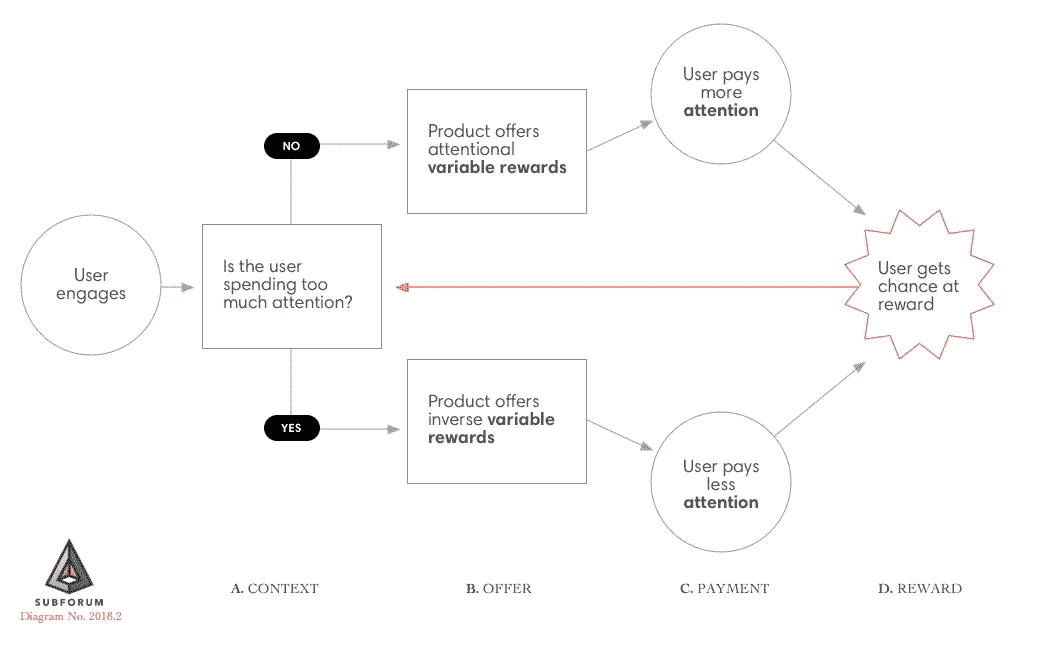 User
engages
Is the user
spending too
much attention?
NO
Product offers
attentional
variable rewards
User pays
more
attention
YES
Product offers
inverse variable
rewards
User pays
less
attention
User gets
chance at
reward
A. CONTEXT
B. OFFER
C. PAYMENT
D. REWARD
SUBFORUM
Diagram No. 2018.2